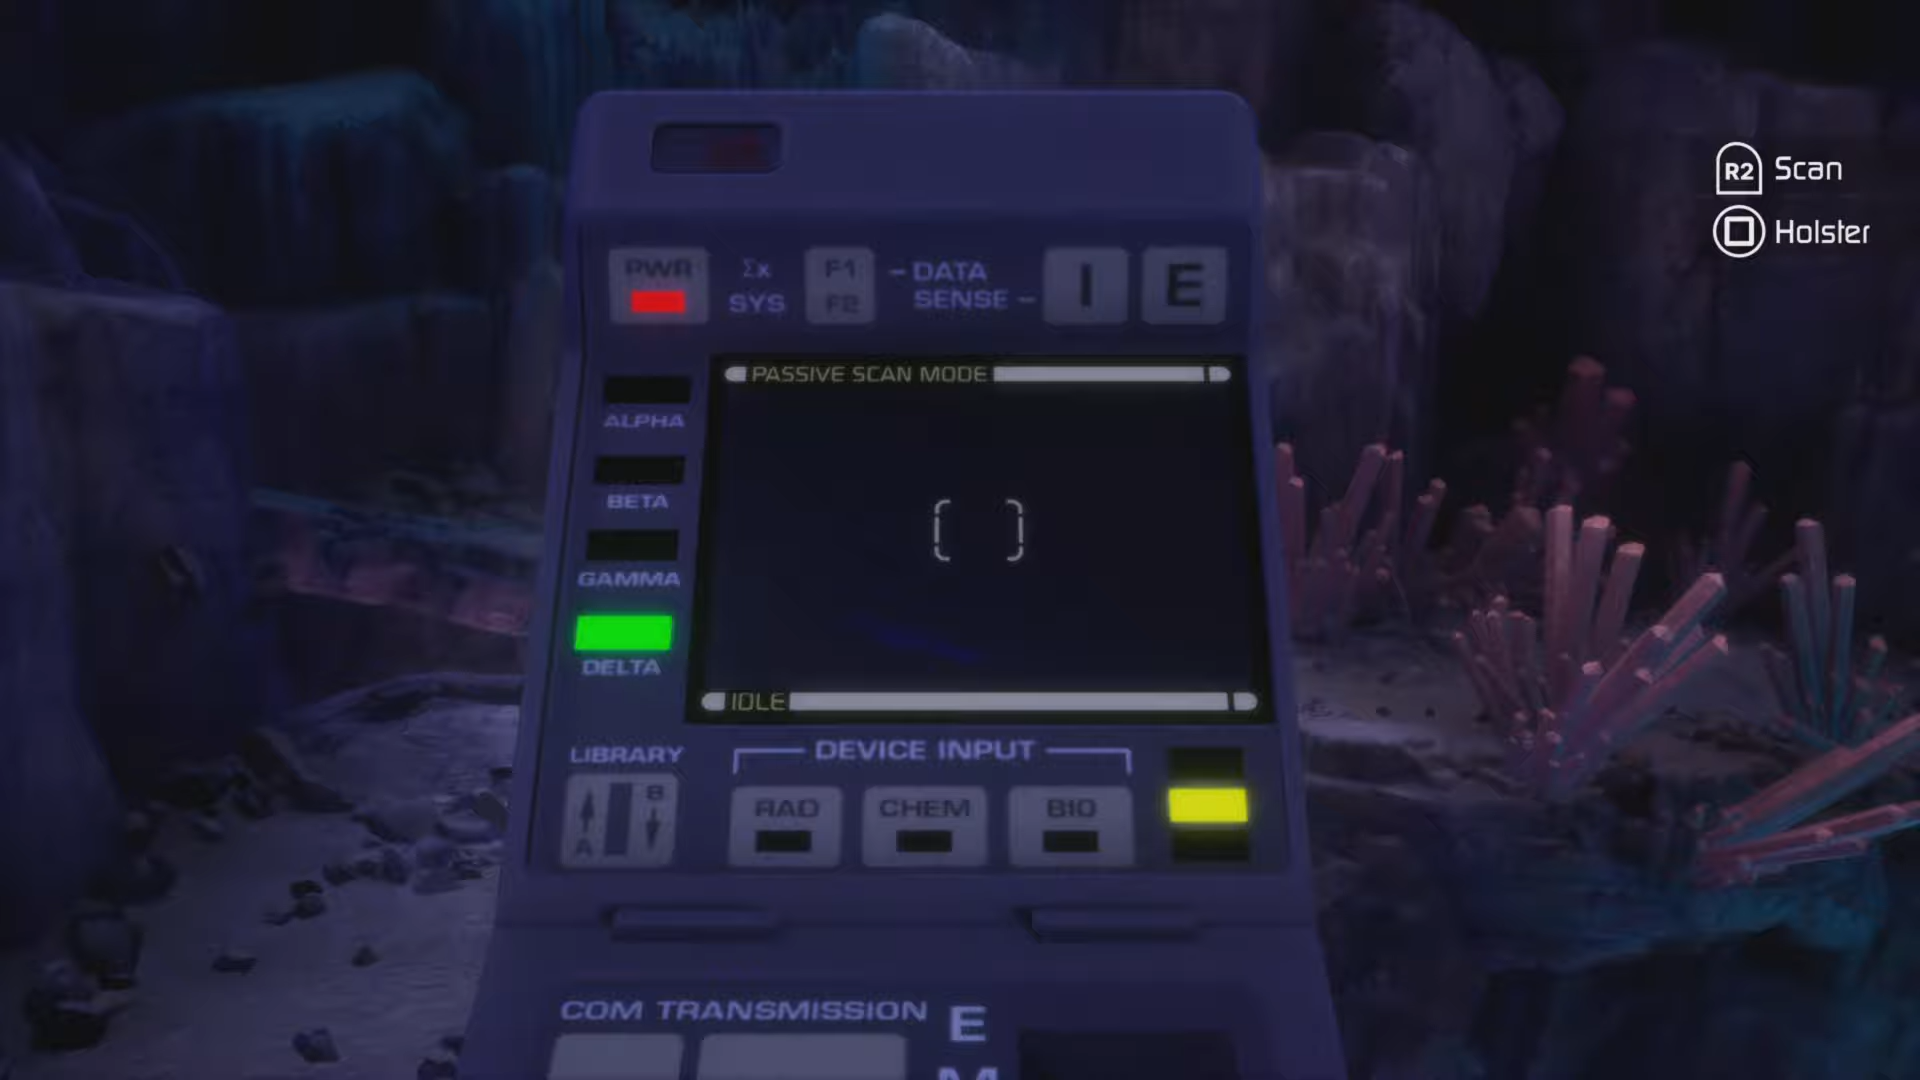 R2 Scan
Holster
PWR
Σx
SYS
F1
F2
– DATA
SENSE –
I
E
PASSIVE SCAN MODE
ALPHA
BETA
GAMMA
DELTA
IDLE
LIBRARY
A
B
DEVICE INPUT
RAD
CHEM
BIO
COM TRANSMISSION
E
M